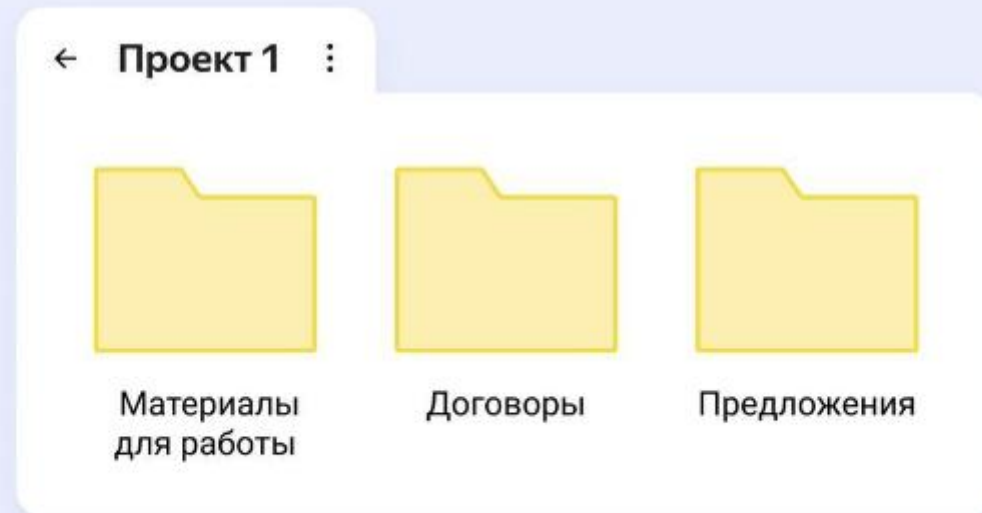 ← Проект 1 ⋮
Материалы
для работы
Договоры
Предложения